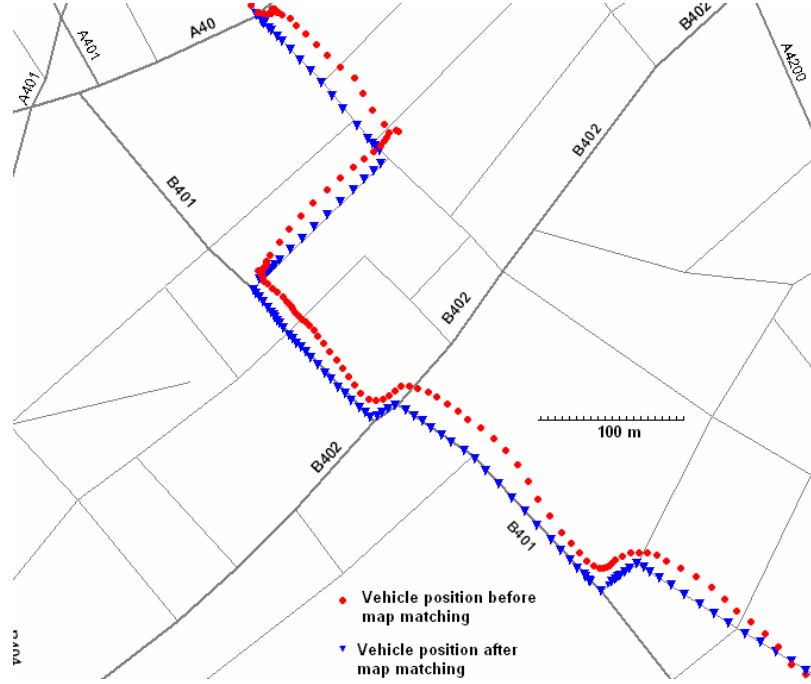 B402
A401
A40
A4200
A401
B402
B401
B402
100 m
B402
B401
Vehicle position before
map matching
Vehicle position after
map matching